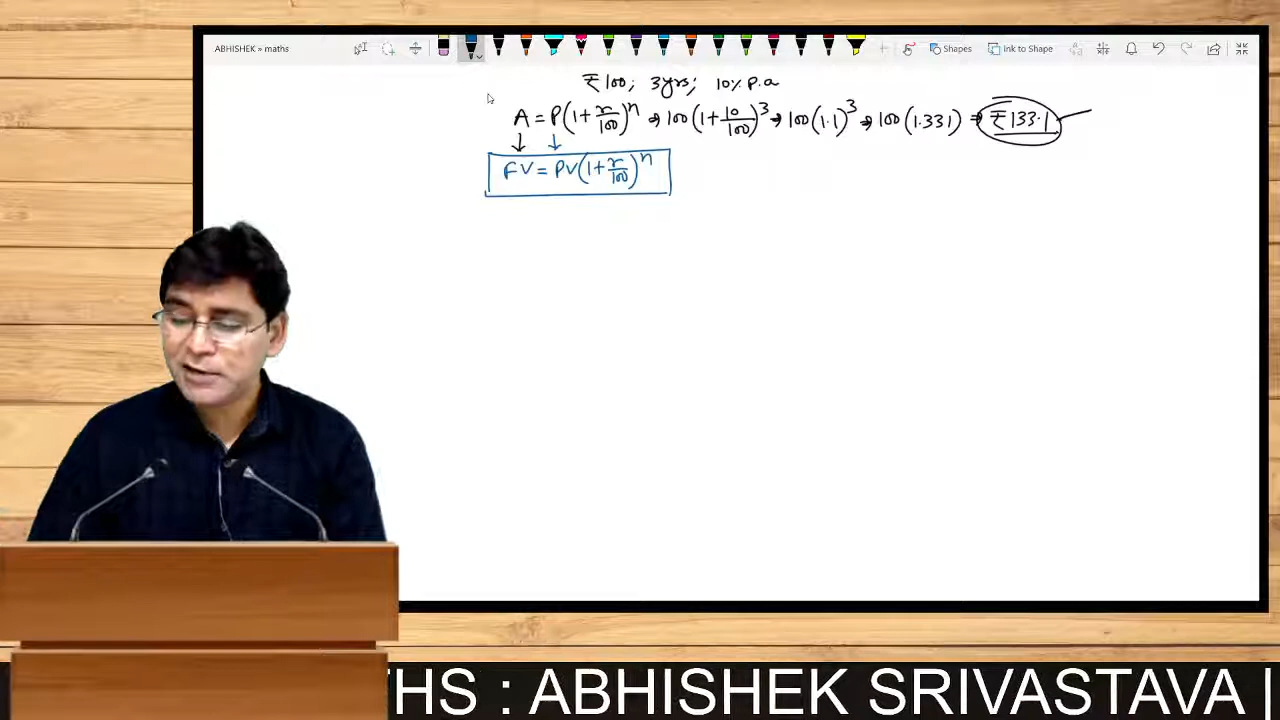 ABHISHEK » maths
Shapes
Ink to Shape
₹100; 3yrs; 10% P.a
A = P(1+r/100)^n → 100(1+10/100)^3 → 100(1.1)^3 → 100(1.331) → ₹133.1
FV = PV(1+r/100)^n
THS : ABHISHEK SRIVASTAVA |